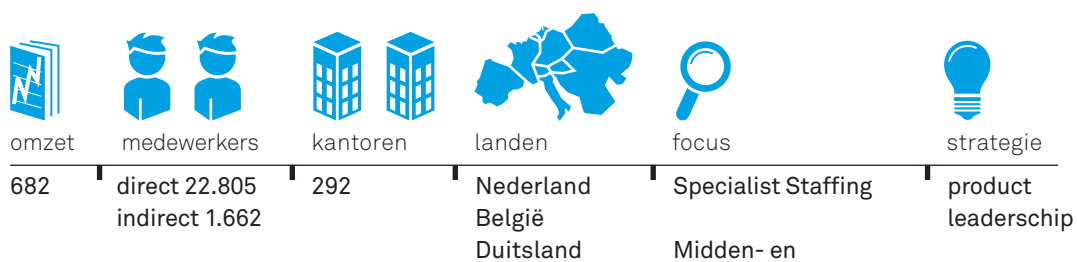 omzet medewerkers kantoren landen focus strategie
682 direct 22.805 292 Nederland Specialist Staffing product
indirect 1.662 België leaderschip
Duitsland Midden- en